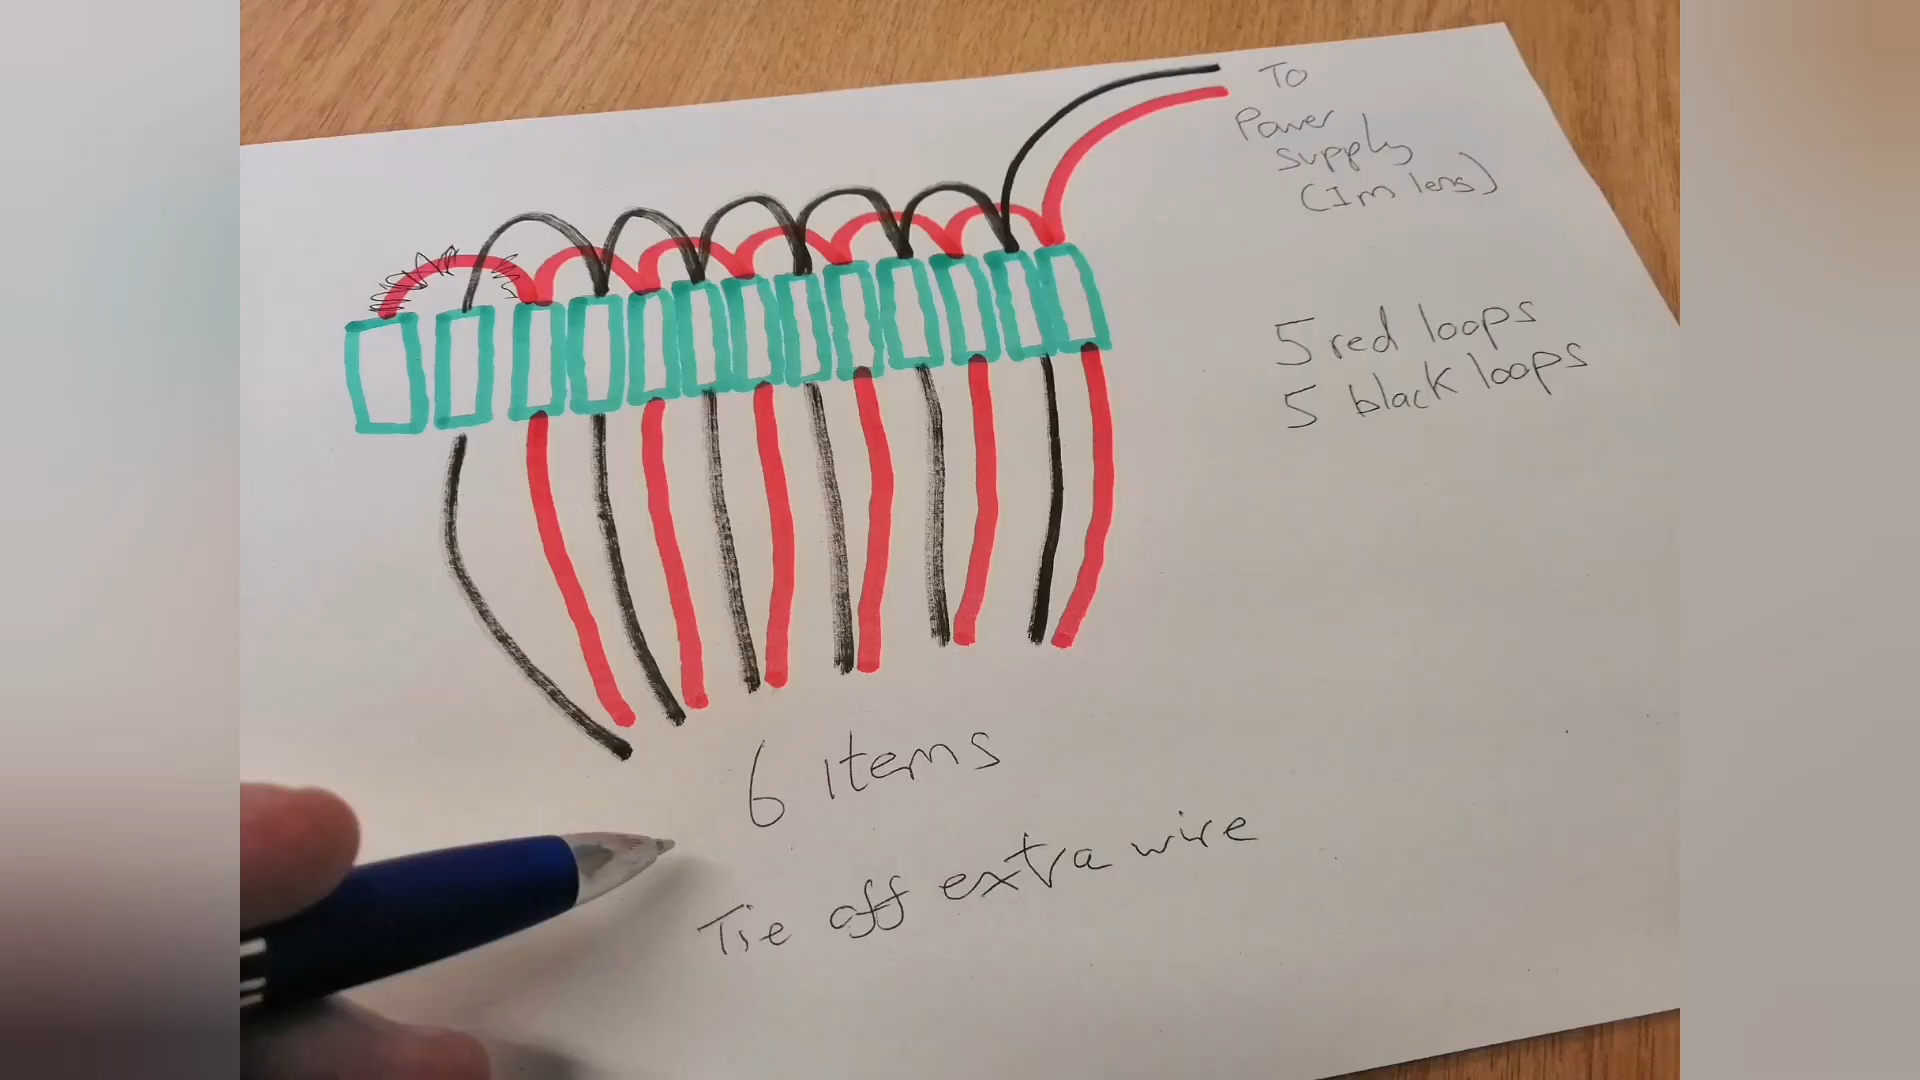 To
Power
supply
(1m lens)
5 red loops
5 black loops
6 Items
Tie off extra wire